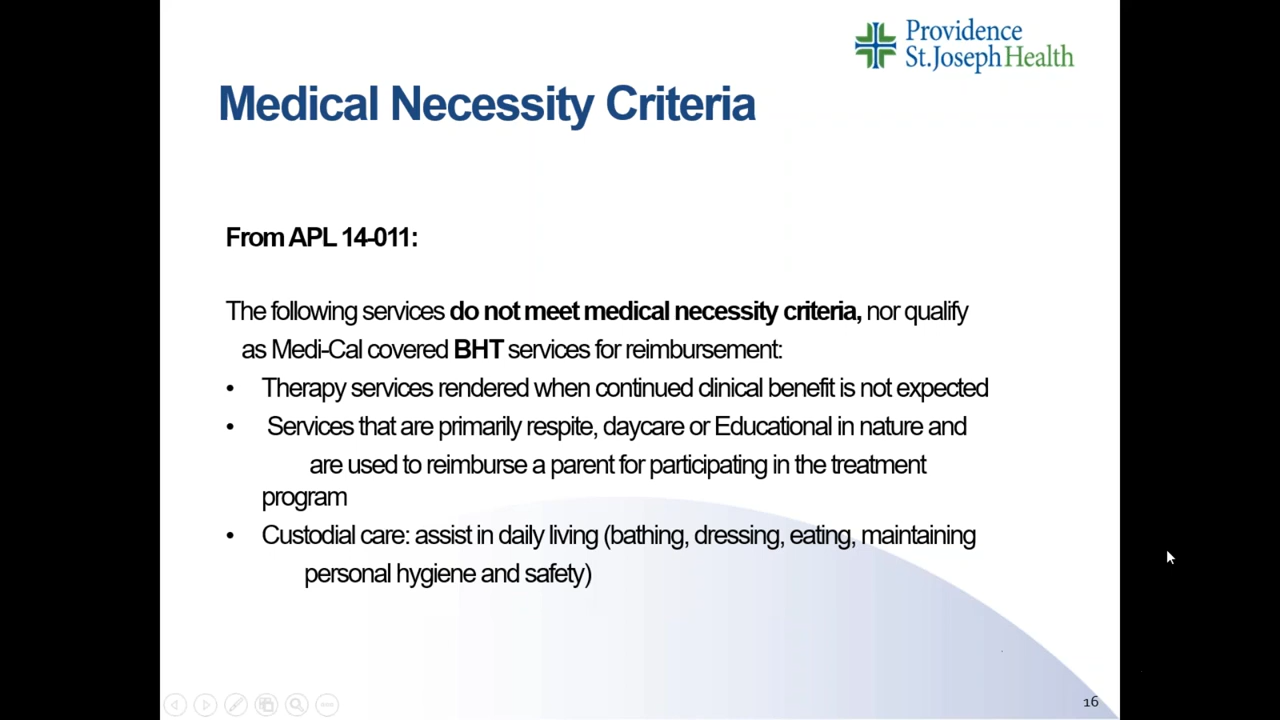 Providence
St.Joseph Health
Medical Necessity Criteria
From APL 14-011:
The following services do not meet medical necessity criteria, nor qualify
as Medi-Cal covered BHT services for reimbursement:
• Therapy services rendered when continued clinical benefit is not expected
• Services that are primarily respite, daycare or Educational in nature and
are used to reimburse a parent for participating in the treatment
program
• Custodial care: assist in daily living (bathing, dressing, eating, maintaining
personal hygiene and safety)
16